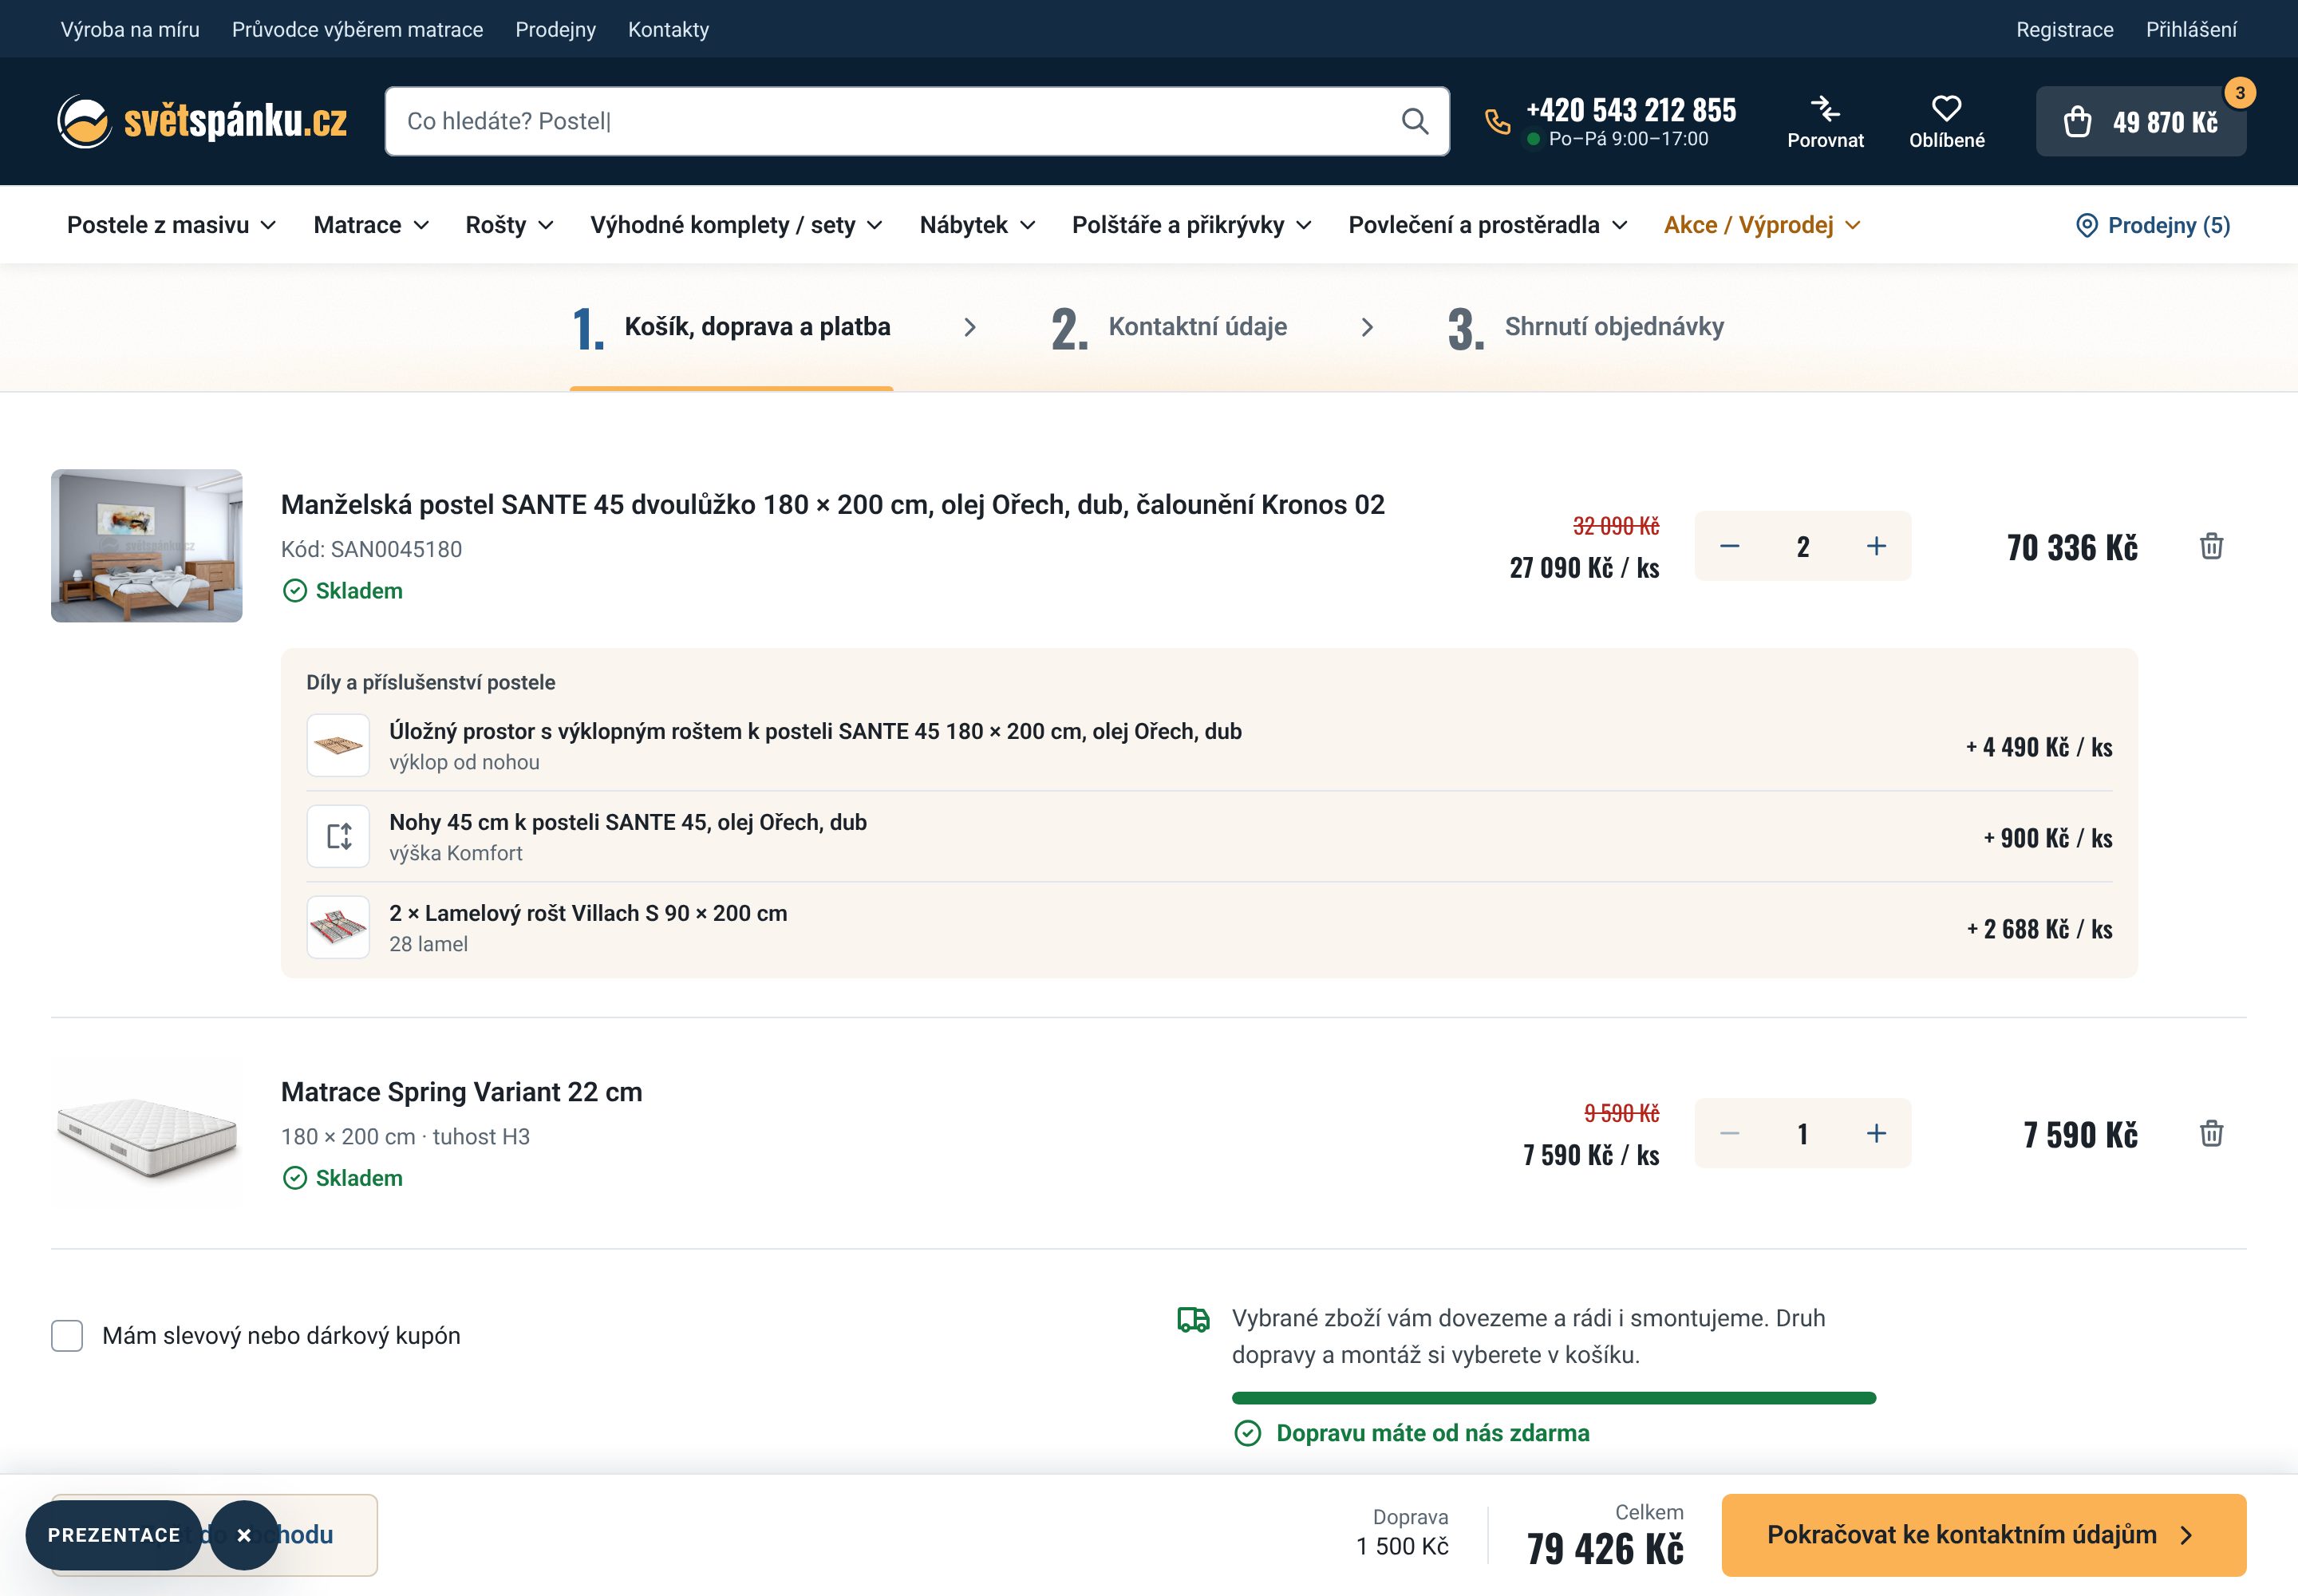 Výroba na míru Průvodce výběrem matrace Prodejny Kontakty Registrace Přihlášení
světspánku.cz
Co hledáte? Postel|
+420 543 212 855
Po–Pá 9:00–17:00
Porovnat
Oblíbené
49 870 Kč
3
Postele z masivu Matrace Rošty Výhodné komplety / sety Nábytek Polštáře a přikrývky Povlečení a prostěradla Akce / Výprodej Prodejny (5)
1. Košík, doprava a platba 2. Kontaktní údaje 3. Shrnutí objednávky
světspánku.cz
Manželská postel SANTE 45 dvoulůžko 180 × 200 cm, olej Ořech, dub, čalounění Kronos 02
Kód: SAN0045180
Skladem
32 090 Kč
27 090 Kč / ks
2
70 336 Kč
Díly a příslušenství postele
Úložný prostor s výklopným roštem k posteli SANTE 45 180 × 200 cm, olej Ořech, dub
výklop od nohou
+ 4 490 Kč / ks
Nohy 45 cm k posteli SANTE 45, olej Ořech, dub
výška Komfort
+ 900 Kč / ks
2 × Lamelový rošt Villach S 90 × 200 cm
28 lamel
+ 2 688 Kč / ks
Matrace Spring Variant 22 cm
180 × 200 cm · tuhost H3
Skladem
9 590 Kč
7 590 Kč / ks
1
7 590 Kč
Mám slevový nebo dárkový kupón
Vybrané zboží vám dovezeme a rádi i smontujeme. Druh
dopravy a montáž si vyberete v košíku.
Dopravu máte od nás zdarma
PREZENTACE
Doprava
1 500 Kč
Celkem
79 426 Kč
Pokračovat ke kontaktním údajům